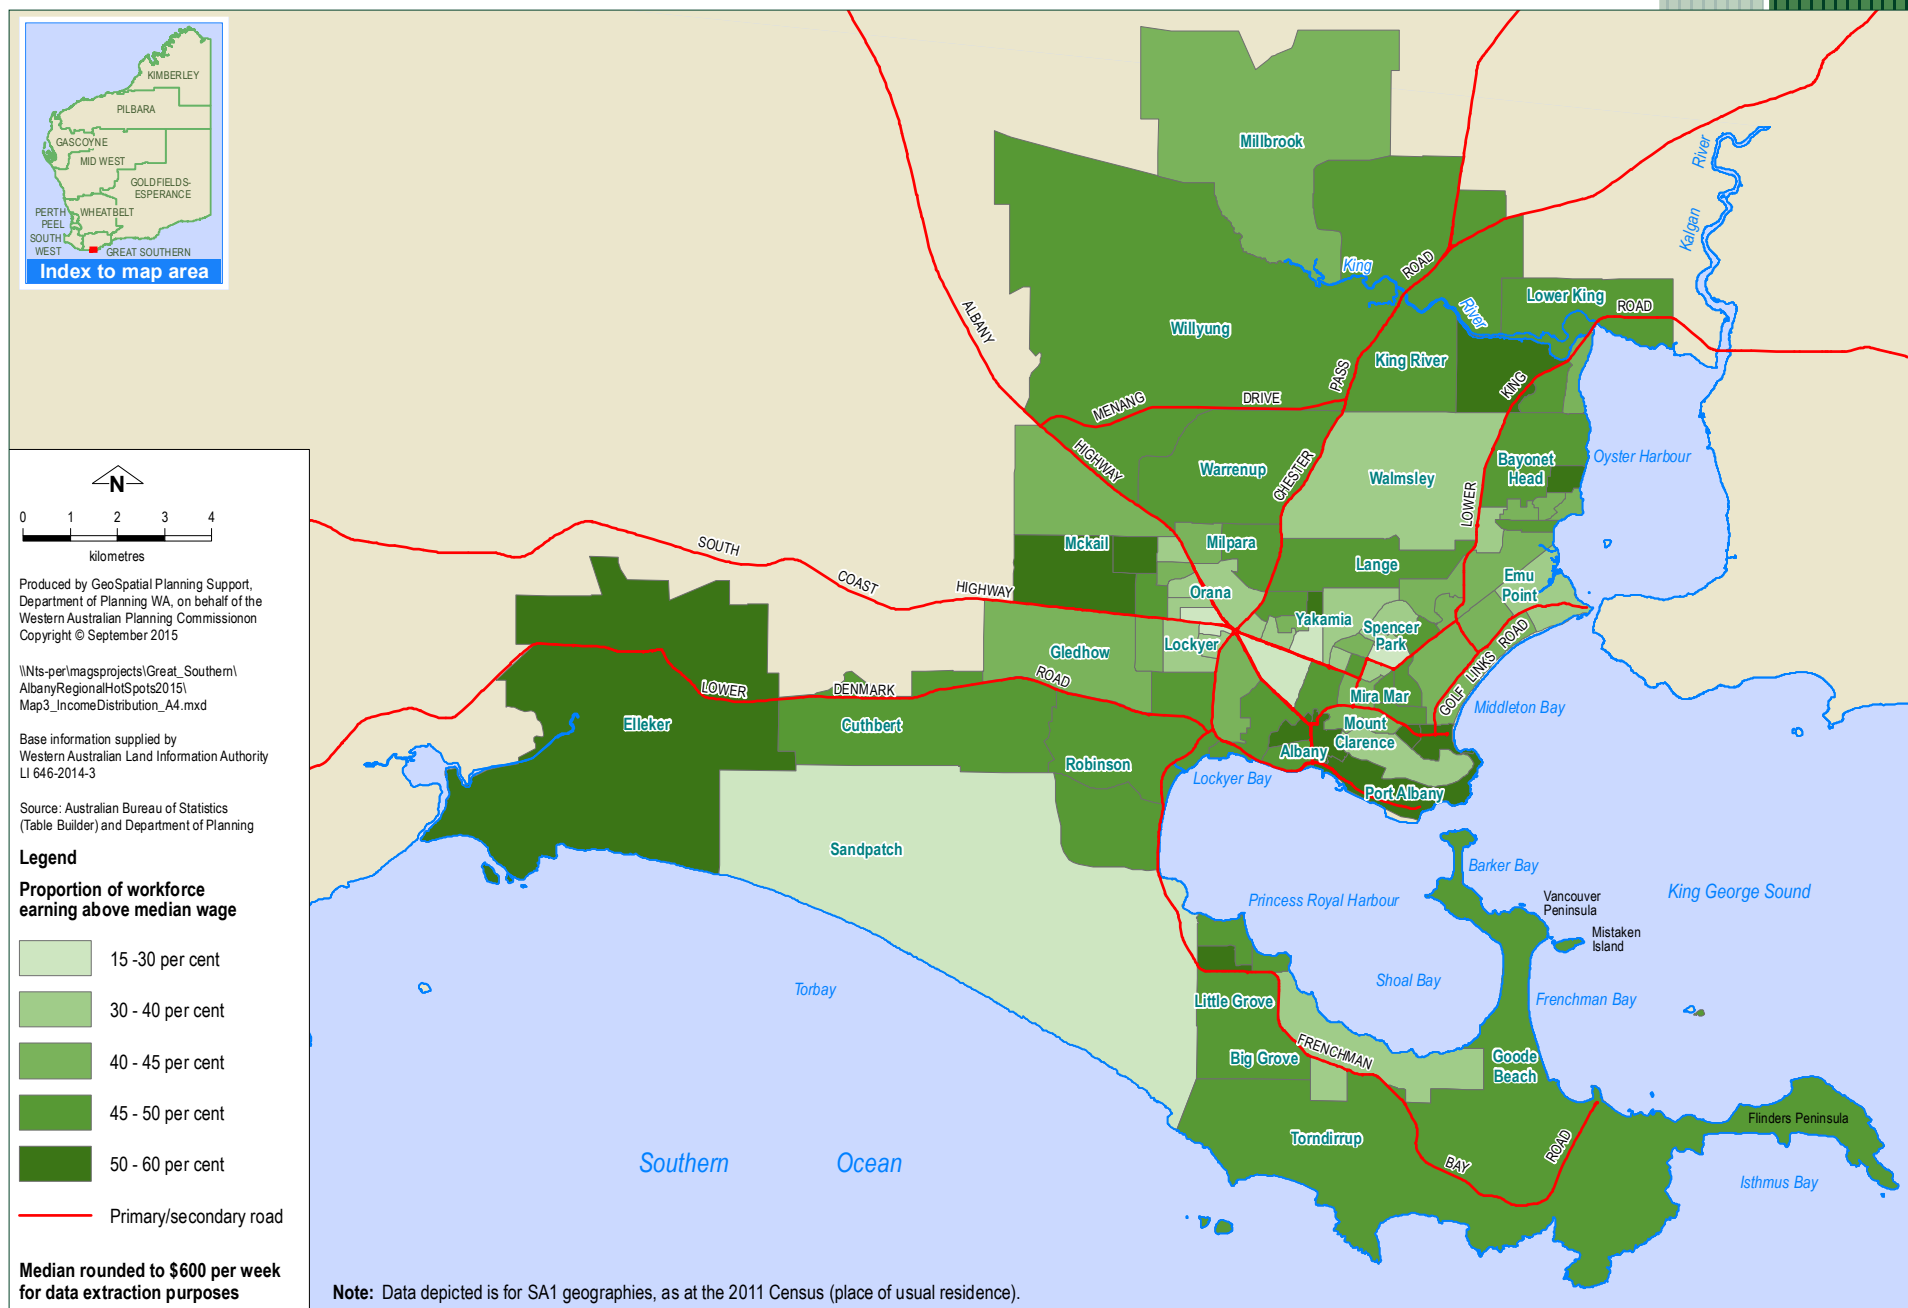 KIMBERLEY
PILBARA
GASCOYNE
MID WEST
GOLDFIELDS-
ESPERANCE
PERTH
PEEL
WHEATBELT
SOUTH
WEST
GREAT SOUTHERN
Index to map area
N
0 1 2 3 4
kilometres
Produced by GeoSpatial Planning Support,
Department of Planning WA, on behalf of the
Western Australian Planning Commissionon
Copyright © September 2015
\\Nts-per\magsprojects\Great_Southern\
AlbanyRegionalHotSpots2015\
Map3_IncomeDistribution_A4.mxd
Base information supplied by
Western Australian Land Information Authority
LI 646-2014-3
Source: Australian Bureau of Statistics
(Table Builder) and Department of Planning
Legend
Proportion of workforce
earning above median wage
15 -30 per cent
30 - 40 per cent
40 - 45 per cent
45 - 50 per cent
50 - 60 per cent
Primary/secondary road
Median rounded to $600 per week
for data extraction purposes
Note: Data depicted is for SA1 geographies, as at the 2011 Census (place of usual residence).
Millbrook
River
Kalgan
King
ROAD
River
Lower King
ROAD
ALBANY
Willyung
King River
PASS
KING
MENANG
DRIVE
HIGHWAY
Warrenup
CHESTER
Walmsley
LOWER
Bayonet
Head
Oyster Harbour
SOUTH
COAST
HIGHWAY
Mckail
Milpara
Lange
Orana
Emu
Point
Yakamia
Spencer
Park
Lockyer
Gledhow
ROAD
GOLF LINKS ROAD
LOWER
DENMARK
Mira Mar
Middleton Bay
Elleker
Cuthbert
Mount
Clarence
Albany
Robinson
Lockyer Bay
Port Albany
Sandpatch
Barker Bay
Vancouver
Peninsula
King George Sound
Princess Royal Harbour
Mistaken
Island
Torbay
Shoal Bay
Little Grove
Frenchman Bay
FRENCHMAN
Big Grove
Goode
Beach
Flinders Peninsula
Torndirrup
BAY
ROAD
Southern Ocean
Isthmus Bay